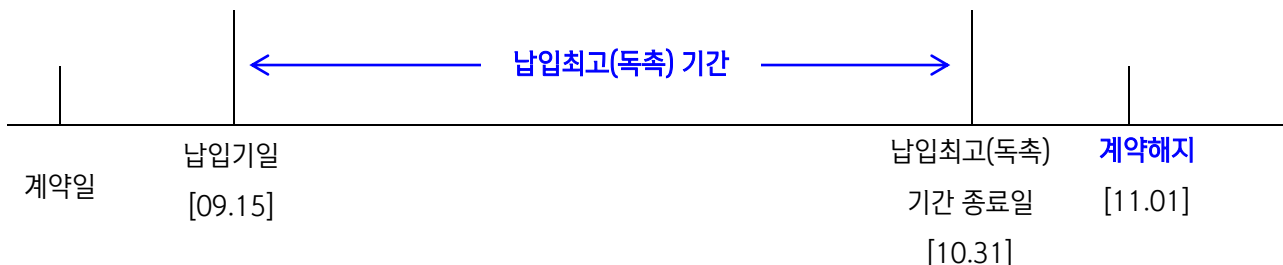 납입최고(독촉) 기간
계약일
납입기일
[09.15]
납입최고(독촉)
기간 종료일
[10.31]
계약해지
[11.01]